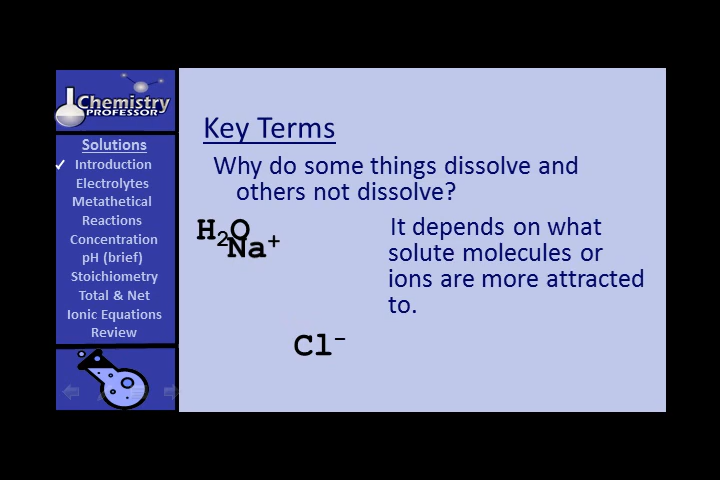 Chemistry
PROFESSOR
Solutions
✓ Introduction
Electrolytes
Metathetical
Reactions
Concentration
pH (brief)
Stoichiometry
Total & Net
Ionic Equations
Review
Key Terms
Why do some things dissolve and
others not dissolve?
H₂O
Na⁺
Cl⁻
It depends on what
solute molecules or
ions are more attracted
to.